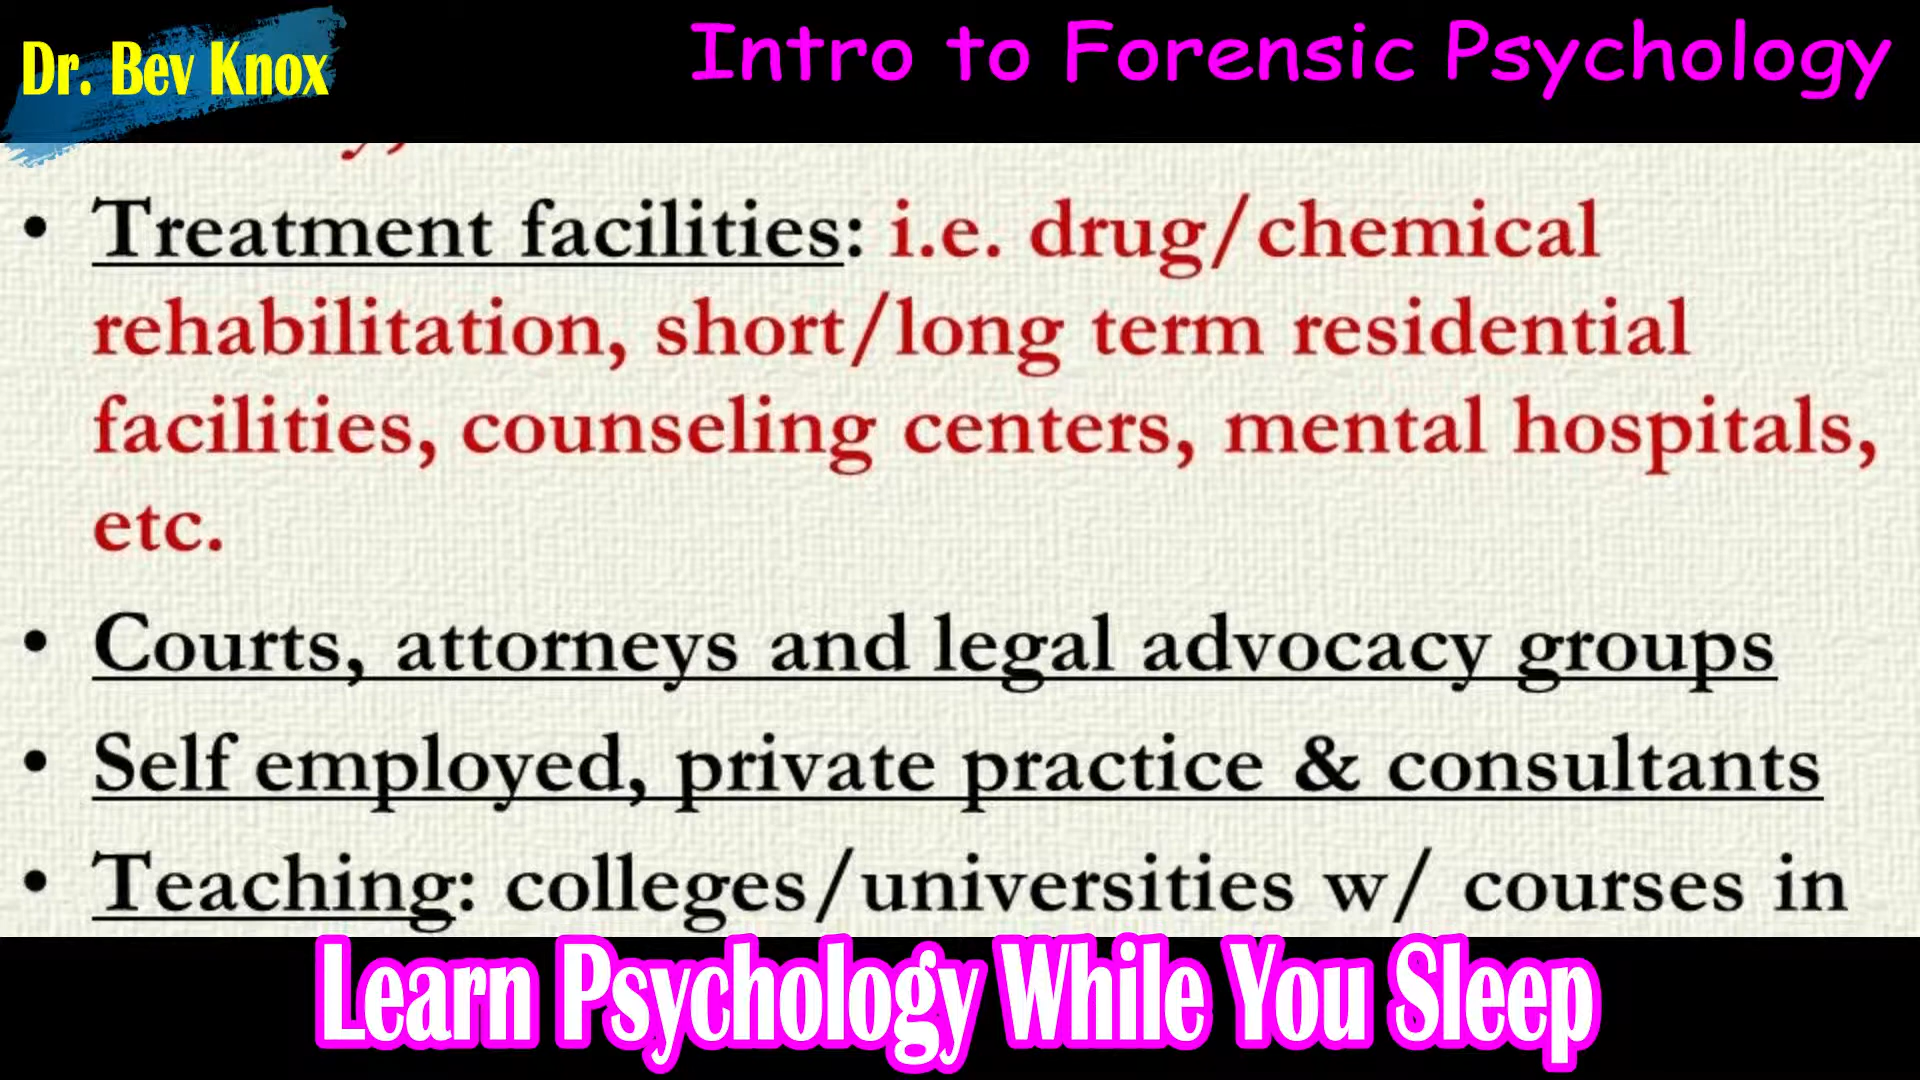 Dr. Bev Knox
Intro to Forensic Psychology
• Treatment facilities: i.e. drug/chemical
rehabilitation, short/long term residential
facilities, counseling centers, mental hospitals,
etc.
• Courts, attorneys and legal advocacy groups
• Self employed, private practice & consultants
• Teaching: colleges/universities w/ courses in
Learn Psychology While You Sleep